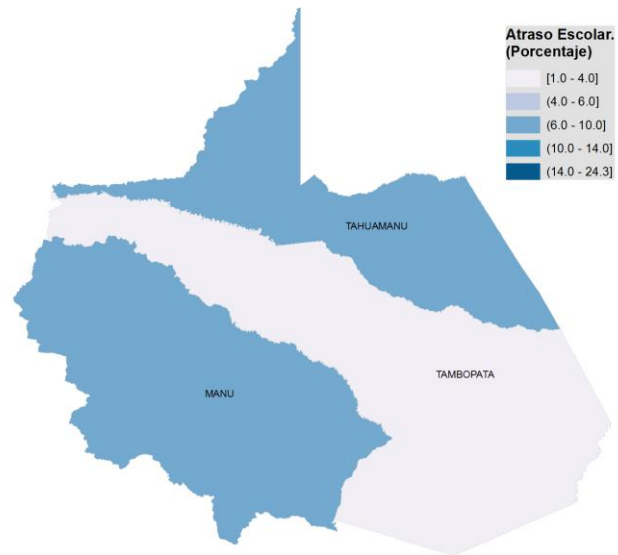 Atraso Escolar.
(Porcentaje)
[1.0 - 4.0]
(4.0 - 6.0]
(6.0 - 10.0]
(10.0 - 14.0]
(14.0 - 24.3]
TAHUAMANU
TAMBOPATA
MANU